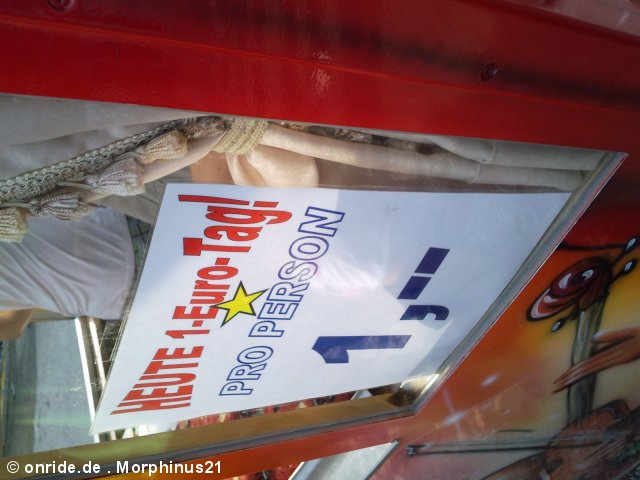 HEUTE 1-Euro-Tag!
PRO PERSON
1,--
© onride.de . Morphinus21